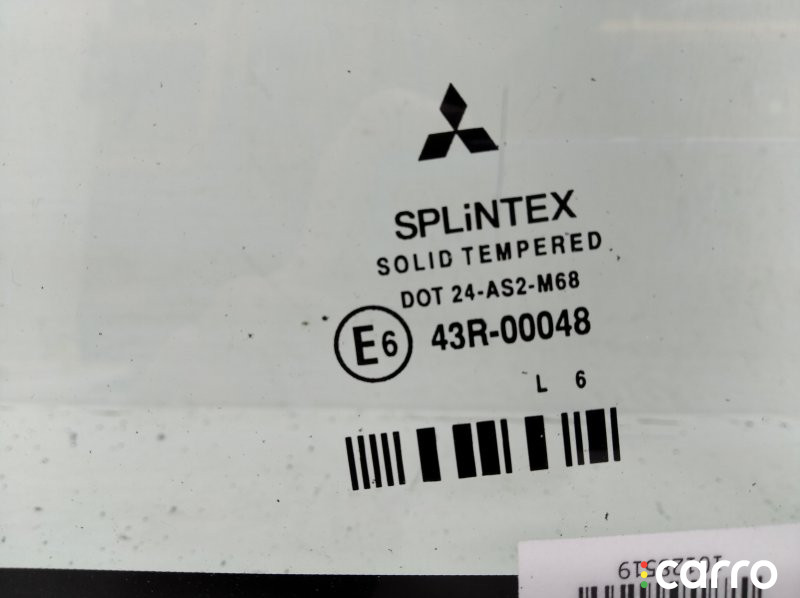 SPLiNTEX
SOLID TEMPERED
DOT 24-AS2-M68
E6 43R-00048
L 6
carro